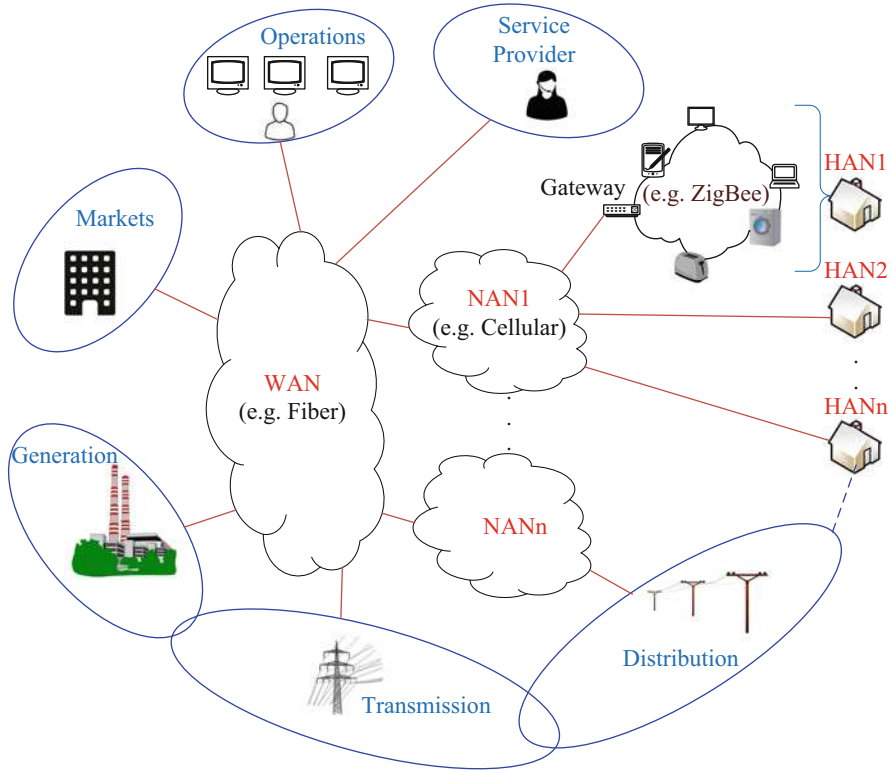 Operations
Service
Provider
HAN1
Gateway
(e.g. ZigBee)
Markets
HAN2
NAN1
(e.g. Cellular)
WAN
(e.g. Fiber)
HANn
Generation
NANn
Distribution
Transmission